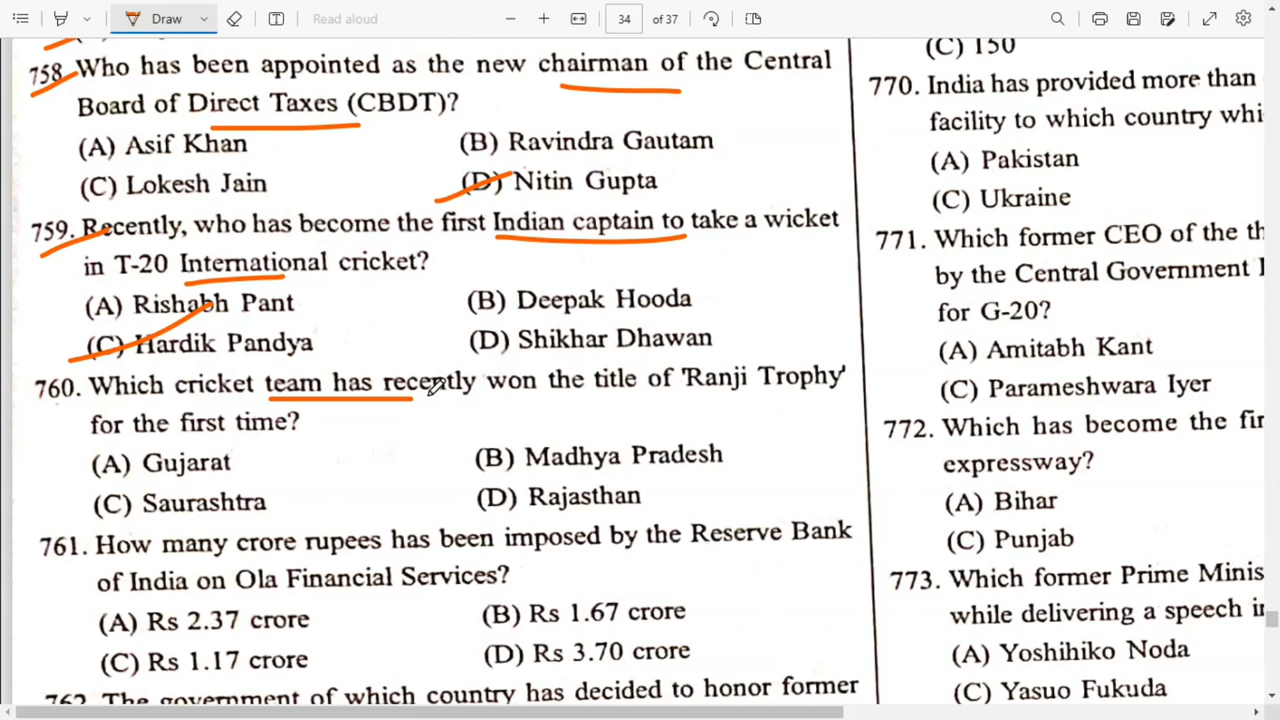 Draw
Read aloud
34 of 37
758. Who has been appointed as the new chairman of the Central
Board of Direct Taxes (CBDT)?
(A) Asif Khan
(B) Ravindra Gautam
(C) Lokesh Jain
(D) Nitin Gupta
759. Recently, who has become the first Indian captain to take a wicket
in T-20 International cricket?
(A) Rishabh Pant
(B) Deepak Hooda
(C) Hardik Pandya
(D) Shikhar Dhawan
760. Which cricket team has recently won the title of 'Ranji Trophy'
for the first time?
(A) Gujarat
(B) Madhya Pradesh
(C) Saurashtra
(D) Rajasthan
761. How many crore rupees has been imposed by the Reserve Bank
of India on Ola Financial Services?
(A) Rs 2.37 crore
(B) Rs 1.67 crore
(C) Rs 1.17 crore
(D) Rs 3.70 crore
762. The government of which country has decided to honor former
(C) 150
770. India has provided more than
facility to which country whi
(A) Pakistan
(C) Ukraine
771. Which former CEO of the th
by the Central Government
for G-20?
(A) Amitabh Kant
(C) Parameshwara Iyer
772. Which has become the fir
expressway?
(A) Bihar
(C) Punjab
773. Which former Prime Minis
while delivering a speech i
(A) Yoshihiko Noda
(C) Yasuo Fukuda